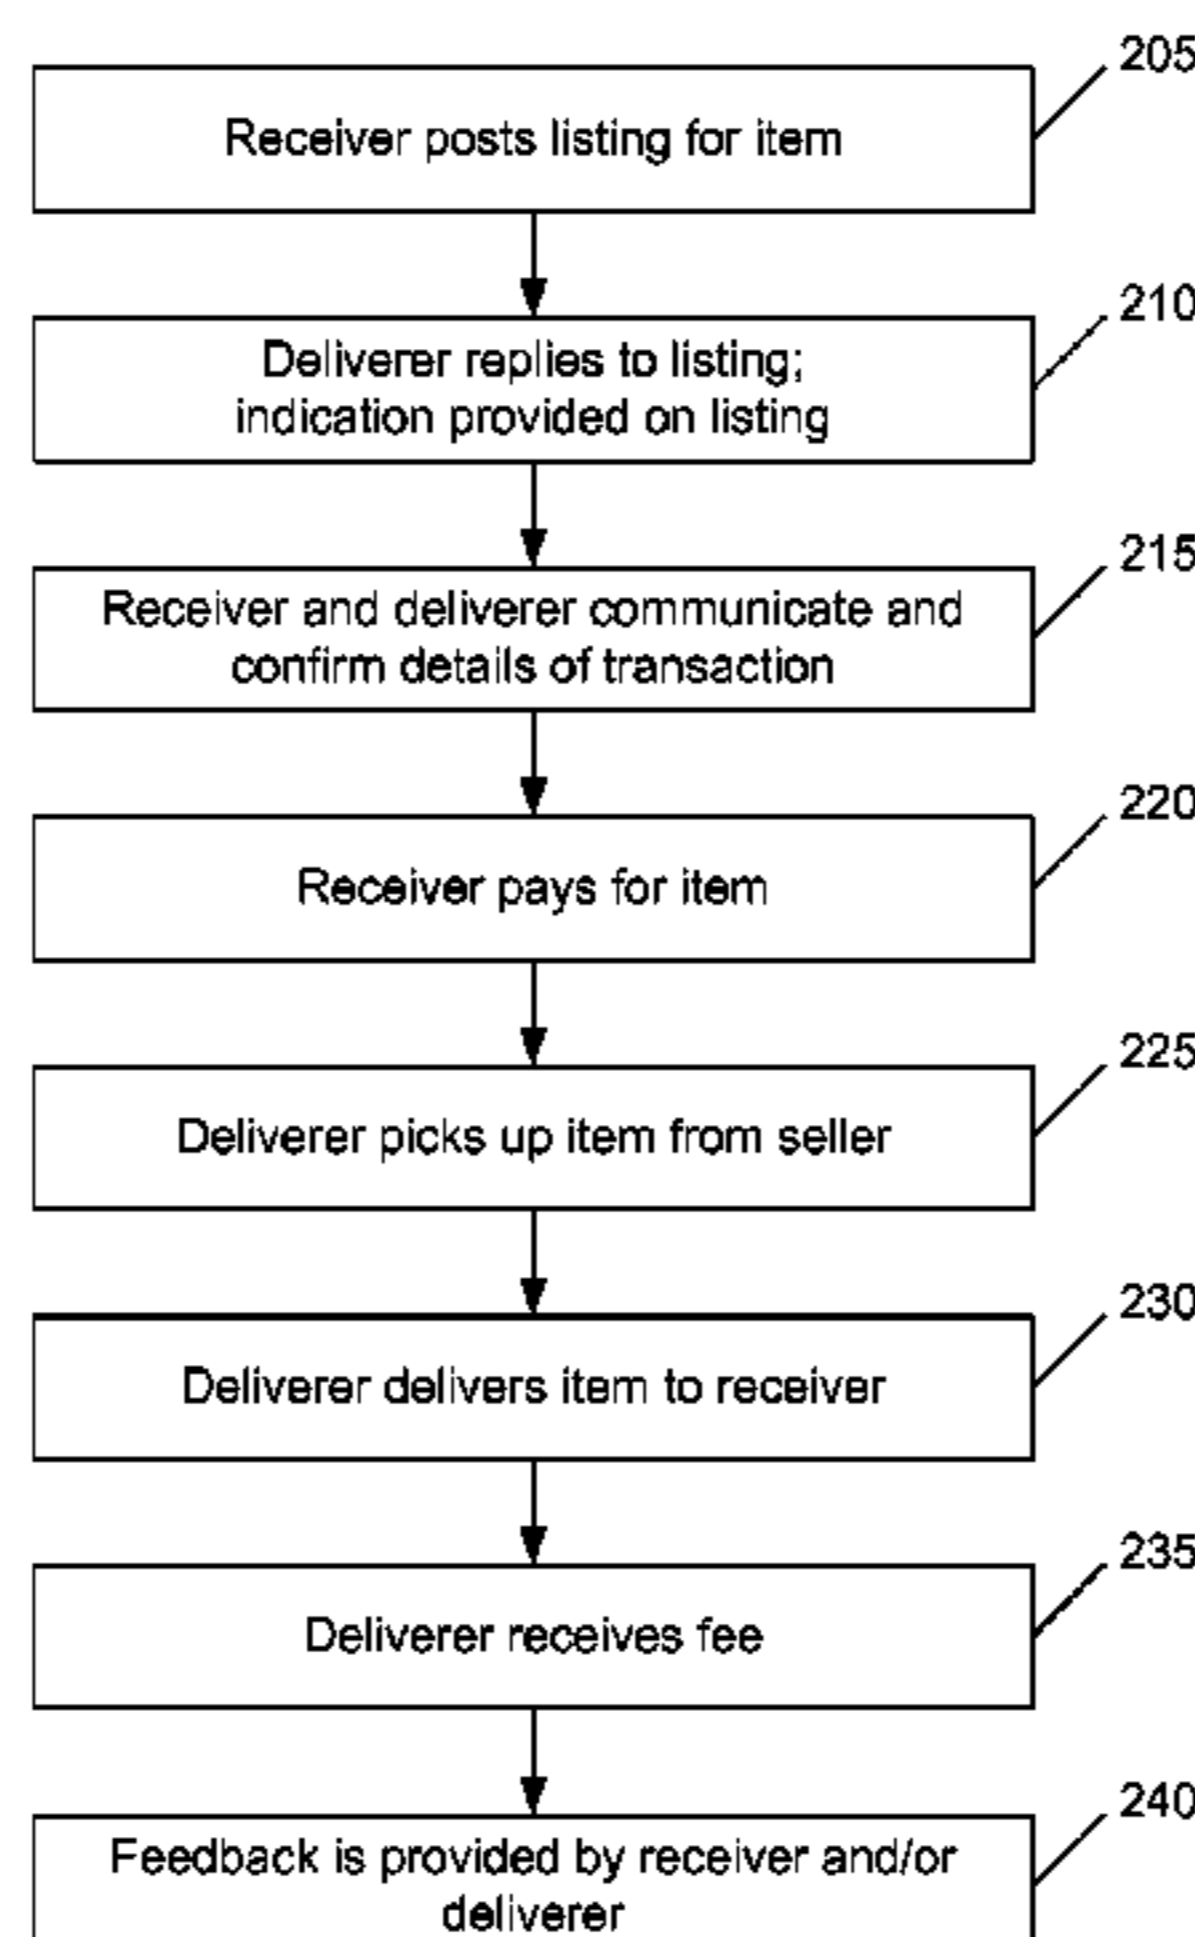 205
Receiver posts listing for item
210
Deliverer replies to listing;
indication provided on listing
215
Receiver and deliverer communicate and
confirm details of transaction
220
Receiver pays for item
225
Deliverer picks up item from seller
230
Deliverer delivers item to receiver
235
Deliverer receives fee
240
Feedback is provided by receiver and/or
deliverer